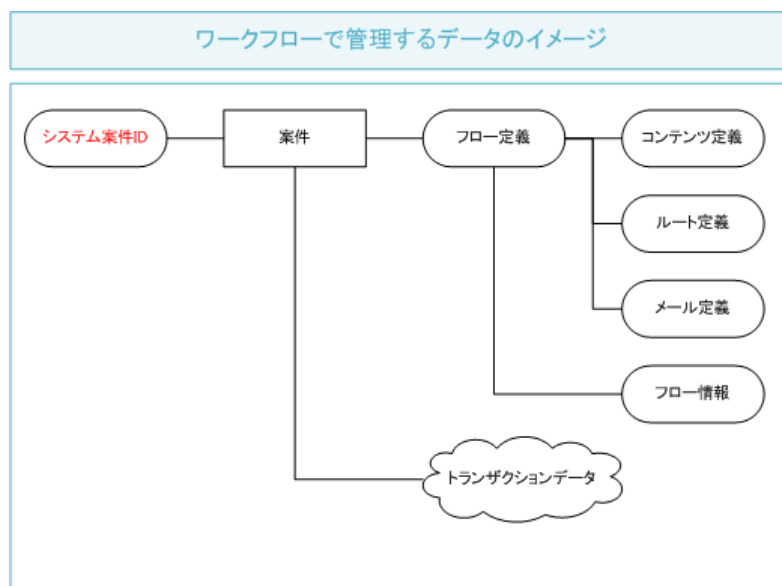 ワークフローで管理するデータのイメージ
システム案件ID
案件
フロー定義
コンテンツ定義
ルート定義
メール定義
フロー情報
トランザクションデータ